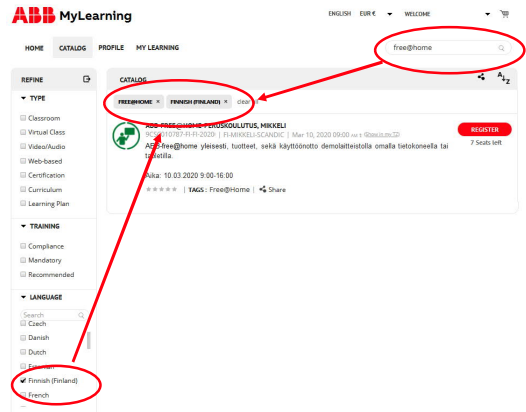 ABB MyLearning
ENGLISH EUR € WELCOME
HOME CATALOG PROFILE MY LEARNING
free@home
REFINE
CATALOG
A Z
TYPE
FREE@HOME × FINNISH (FINLAND) × clear
Classroom
Virtual Class
Video/Audio
Web-based
Certification
Curriculum
Learning Plan
ABB-FREE@HOME PERUSKOULUTUS, MIKKELI
REGISTER
FI-MIKKELI-SCANDIC | Mar 10, 2020 09:00
7 Seats left
ABB-free@home yleisesti, tuotteet, sekä käyttöönotto demolaitteistolla omalla tietokoneella tai
tabletilla.
Aika: 10.03.2020 9:00-16:00
| TAGS : Free@Home | Share
TRAINING
Compliance
Mandatory
Recommended
LANGUAGE
Search
Czech
Danish
Dutch
Finnish (Finland)
French